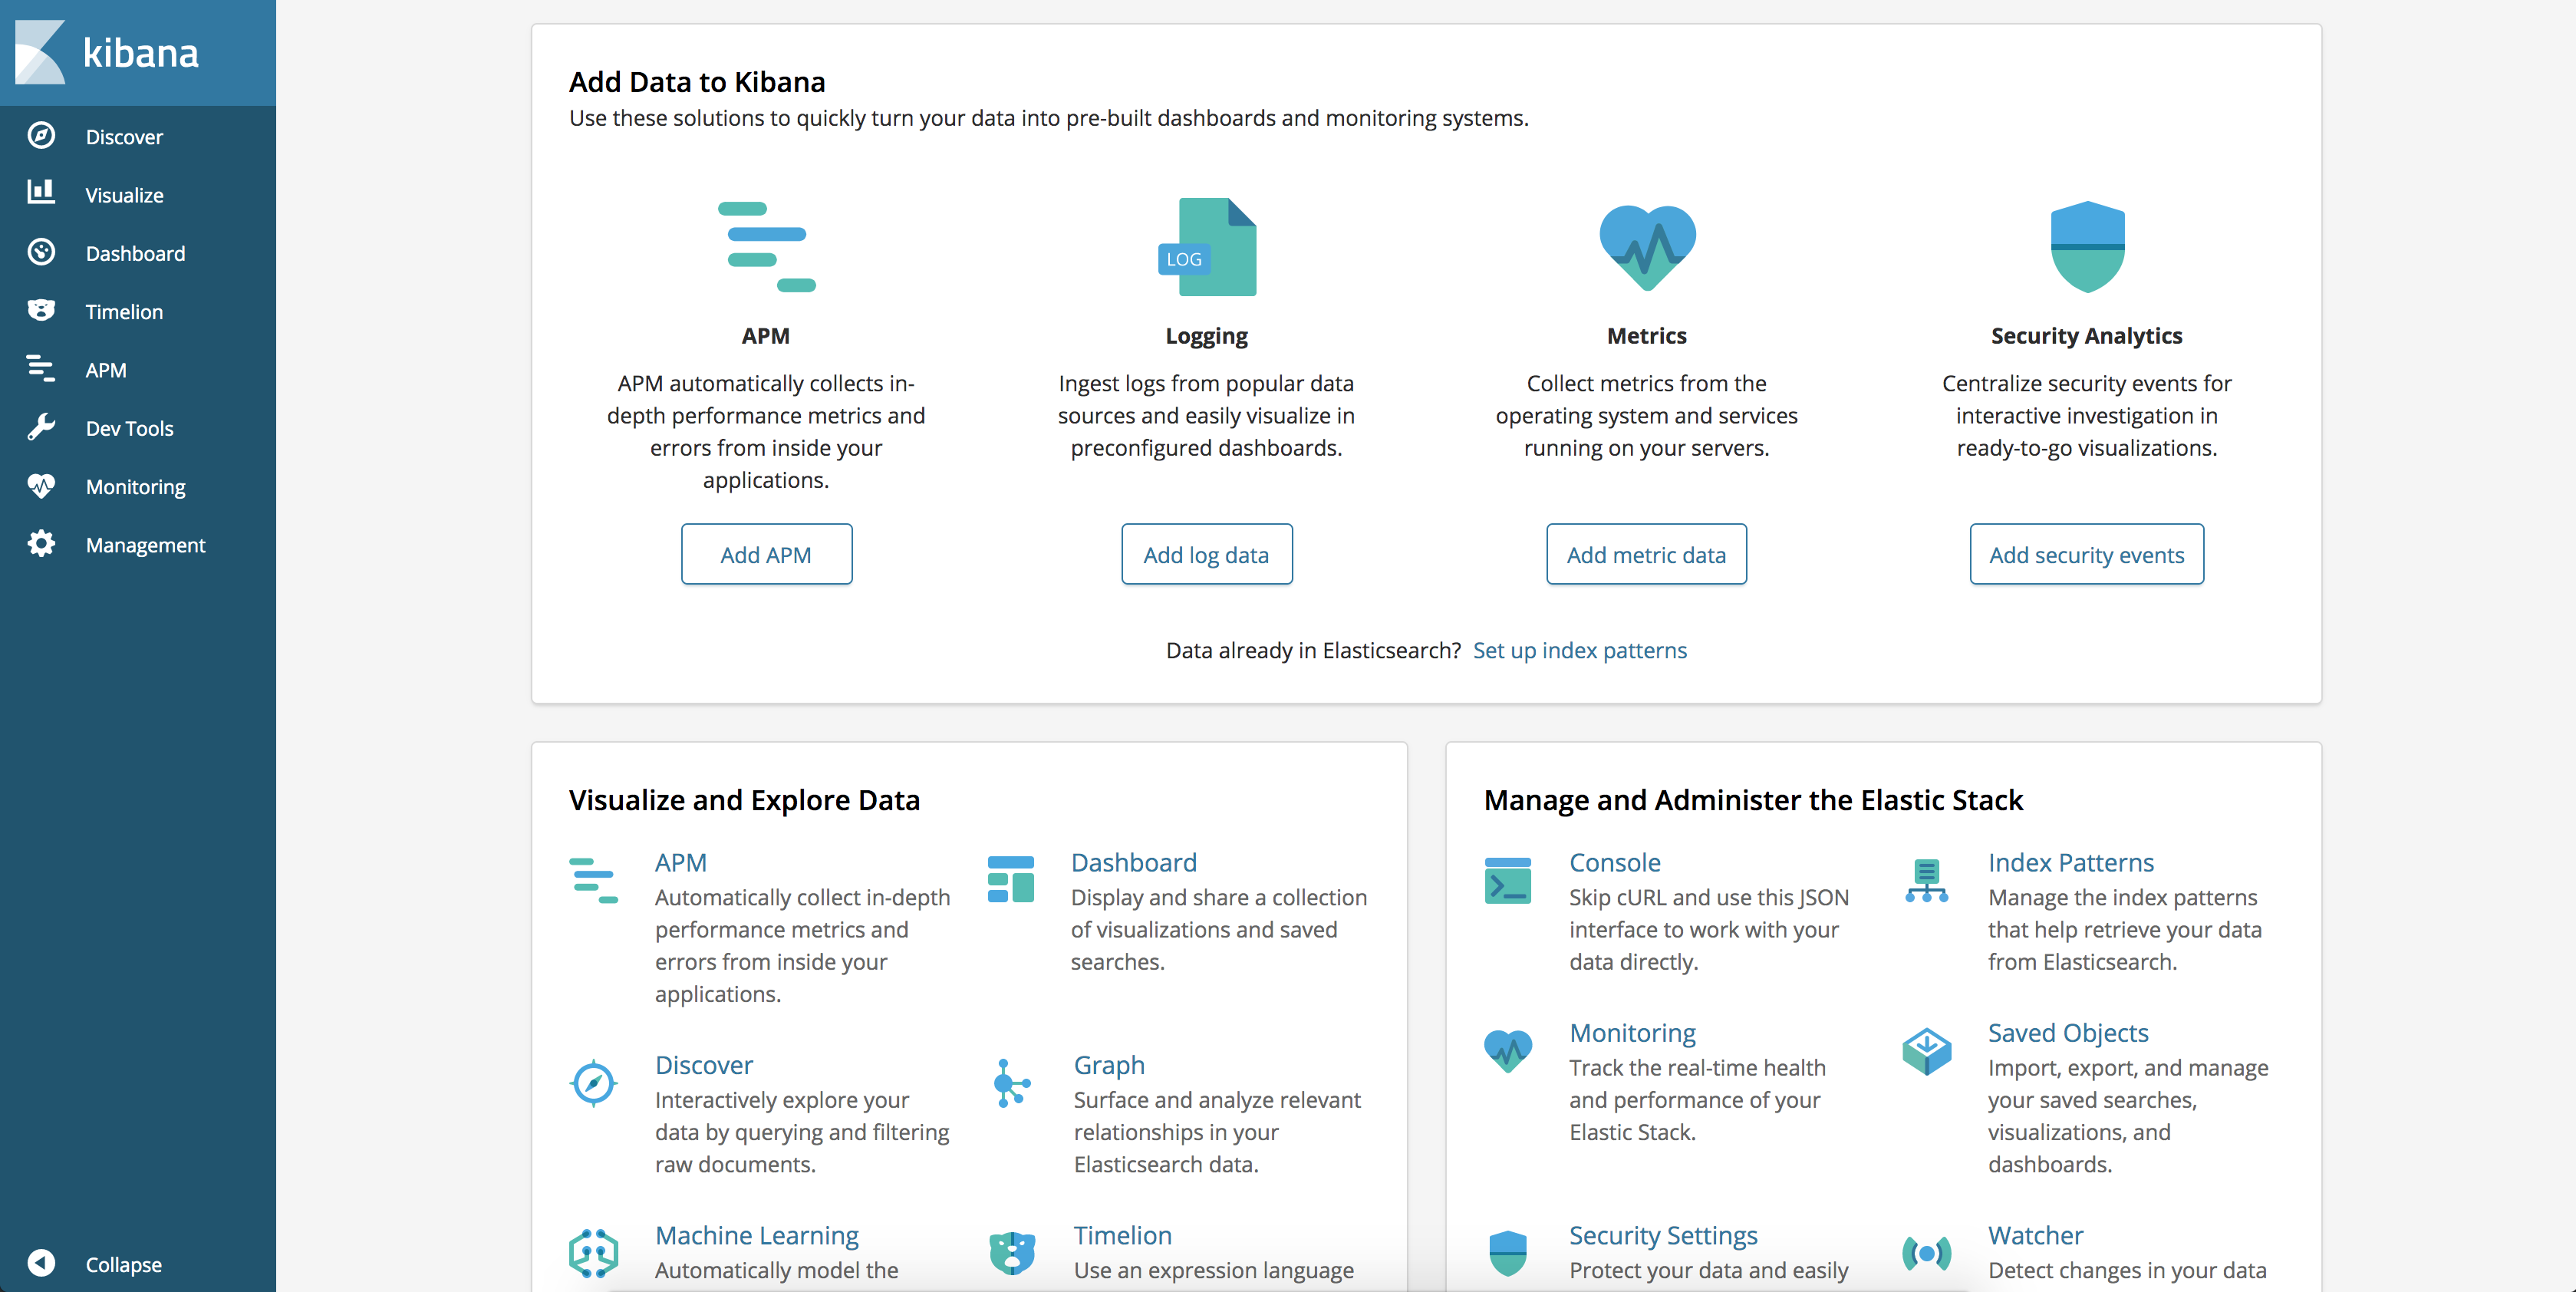 kibana
Discover
Visualize
Dashboard
Timelion
APM
Dev Tools
Monitoring
Management
Collapse
Add Data to Kibana
Use these solutions to quickly turn your data into pre-built dashboards and monitoring systems.
APM
APM automatically collects in-
depth performance metrics and
errors from inside your
applications.
Add APM
LOG
Logging
Ingest logs from popular data
sources and easily visualize in
preconfigured dashboards.
Add log data
Metrics
Collect metrics from the
operating system and services
running on your servers.
Add metric data
Security Analytics
Centralize security events for
interactive investigation in
ready-to-go visualizations.
Add security events
Data already in Elasticsearch? Set up index patterns
Visualize and Explore Data
APM
Automatically collect in-depth
performance metrics and
errors from inside your
applications.
Dashboard
Display and share a collection
of visualizations and saved
searches.
Discover
Interactively explore your
data by querying and filtering
raw documents.
Graph
Surface and analyze relevant
relationships in your
Elasticsearch data.
Machine Learning
Automatically model the
Timelion
Use an expression language
Manage and Administer the Elastic Stack
Console
Skip cURL and use this JSON
interface to work with your
data directly.
Index Patterns
Manage the index patterns
that help retrieve your data
from Elasticsearch.
Monitoring
Track the real-time health
and performance of your
Elastic Stack.
Saved Objects
Import, export, and manage
your saved searches,
visualizations, and
dashboards.
Security Settings
Protect your data and easily
Watcher
Detect changes in your data